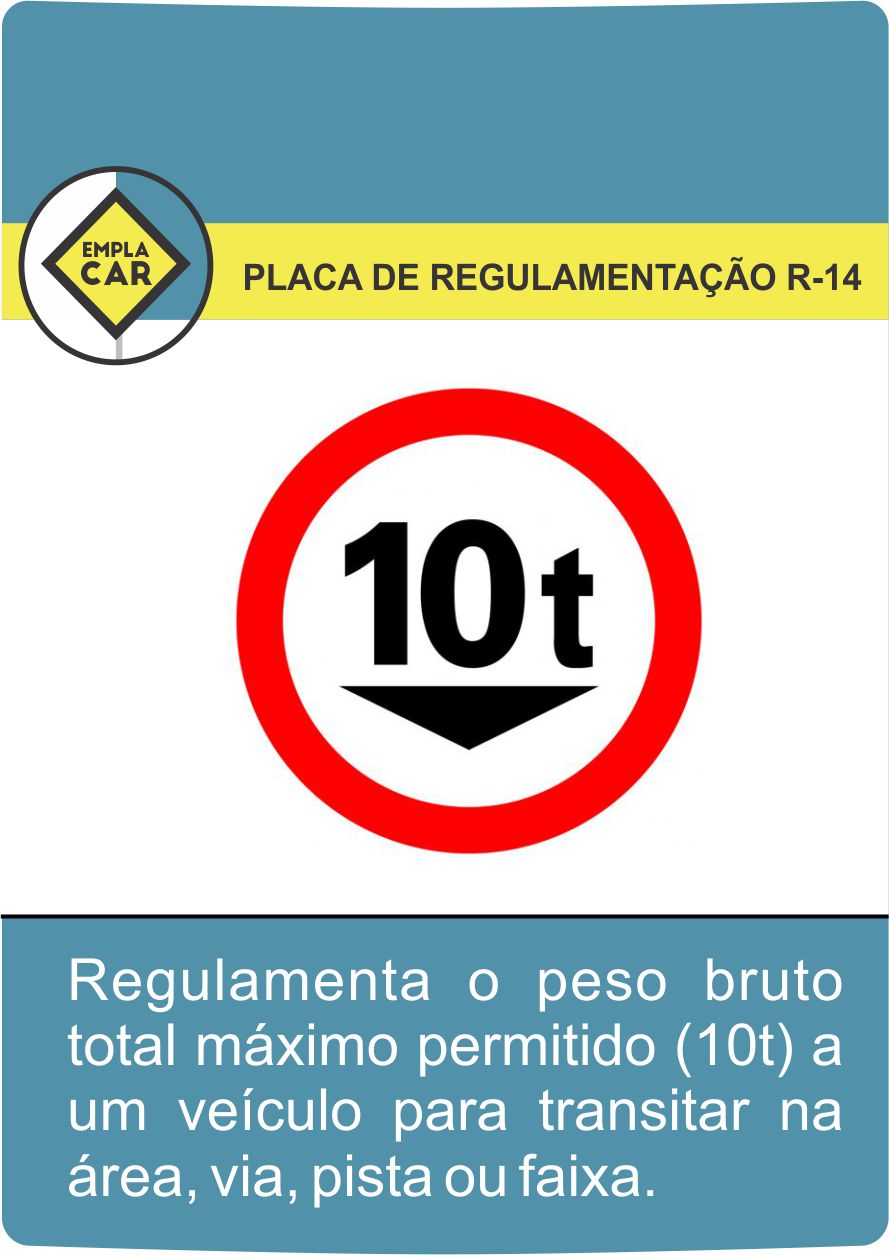 EMPLA
CAR
PLACA DE REGULAMENTAÇÃO R-14
10t
Regulamenta o peso bruto
total máximo permitido (10t) a
um veículo para transitar na
área, via, pista ou faixa.